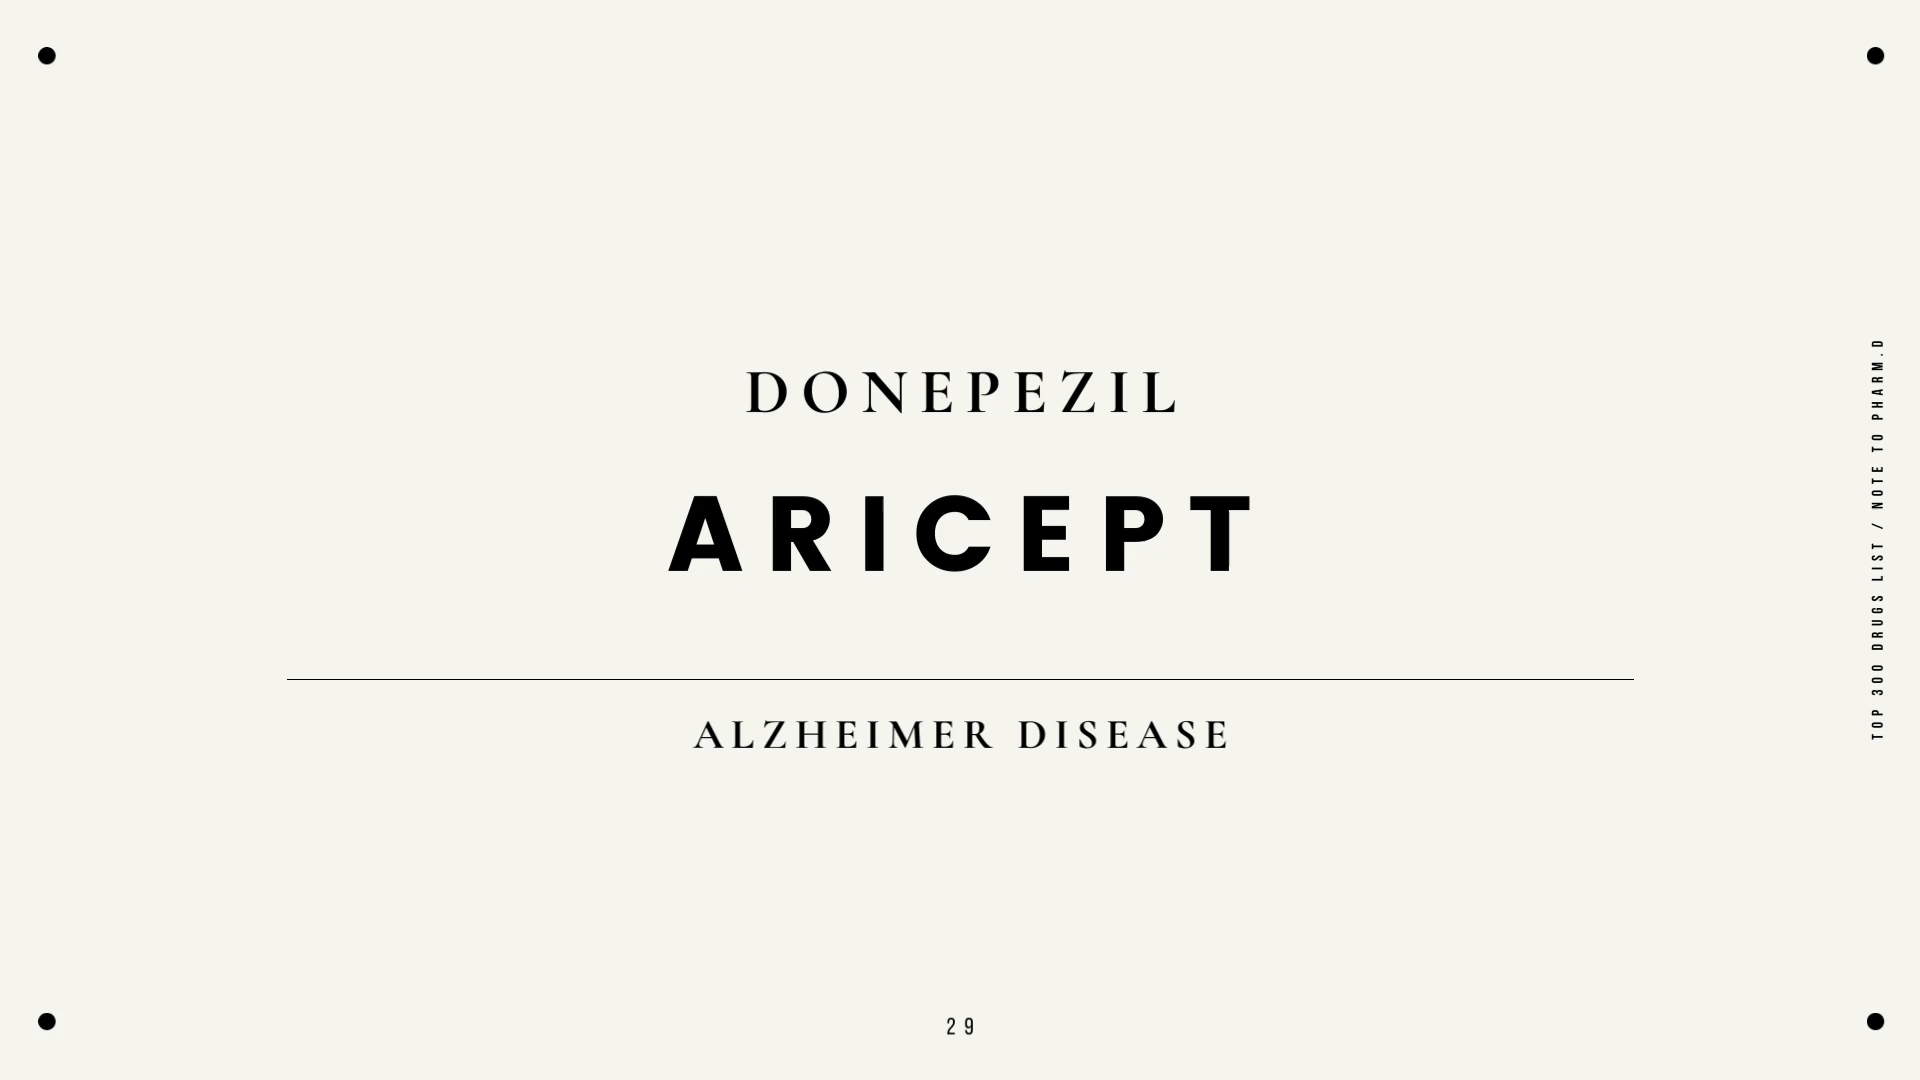 DONEPEZIL
ARICEPT
ALZHEIMER DISEASE
TOP 300 DRUGS LIST / NOTE TO PHARM.D
29